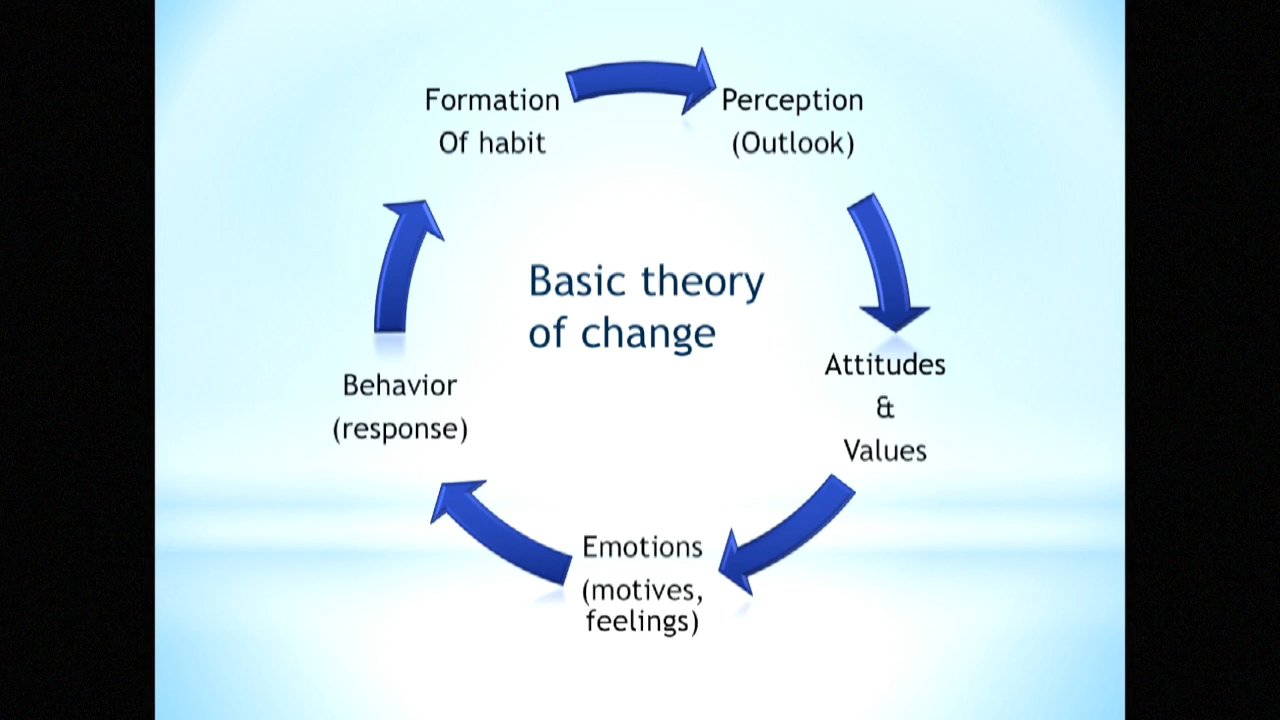 Formation
Of habit
Perception
(Outlook)
Basic theory
of change
Attitudes
&
Values
Behavior
(response)
Emotions
(motives,
feelings)